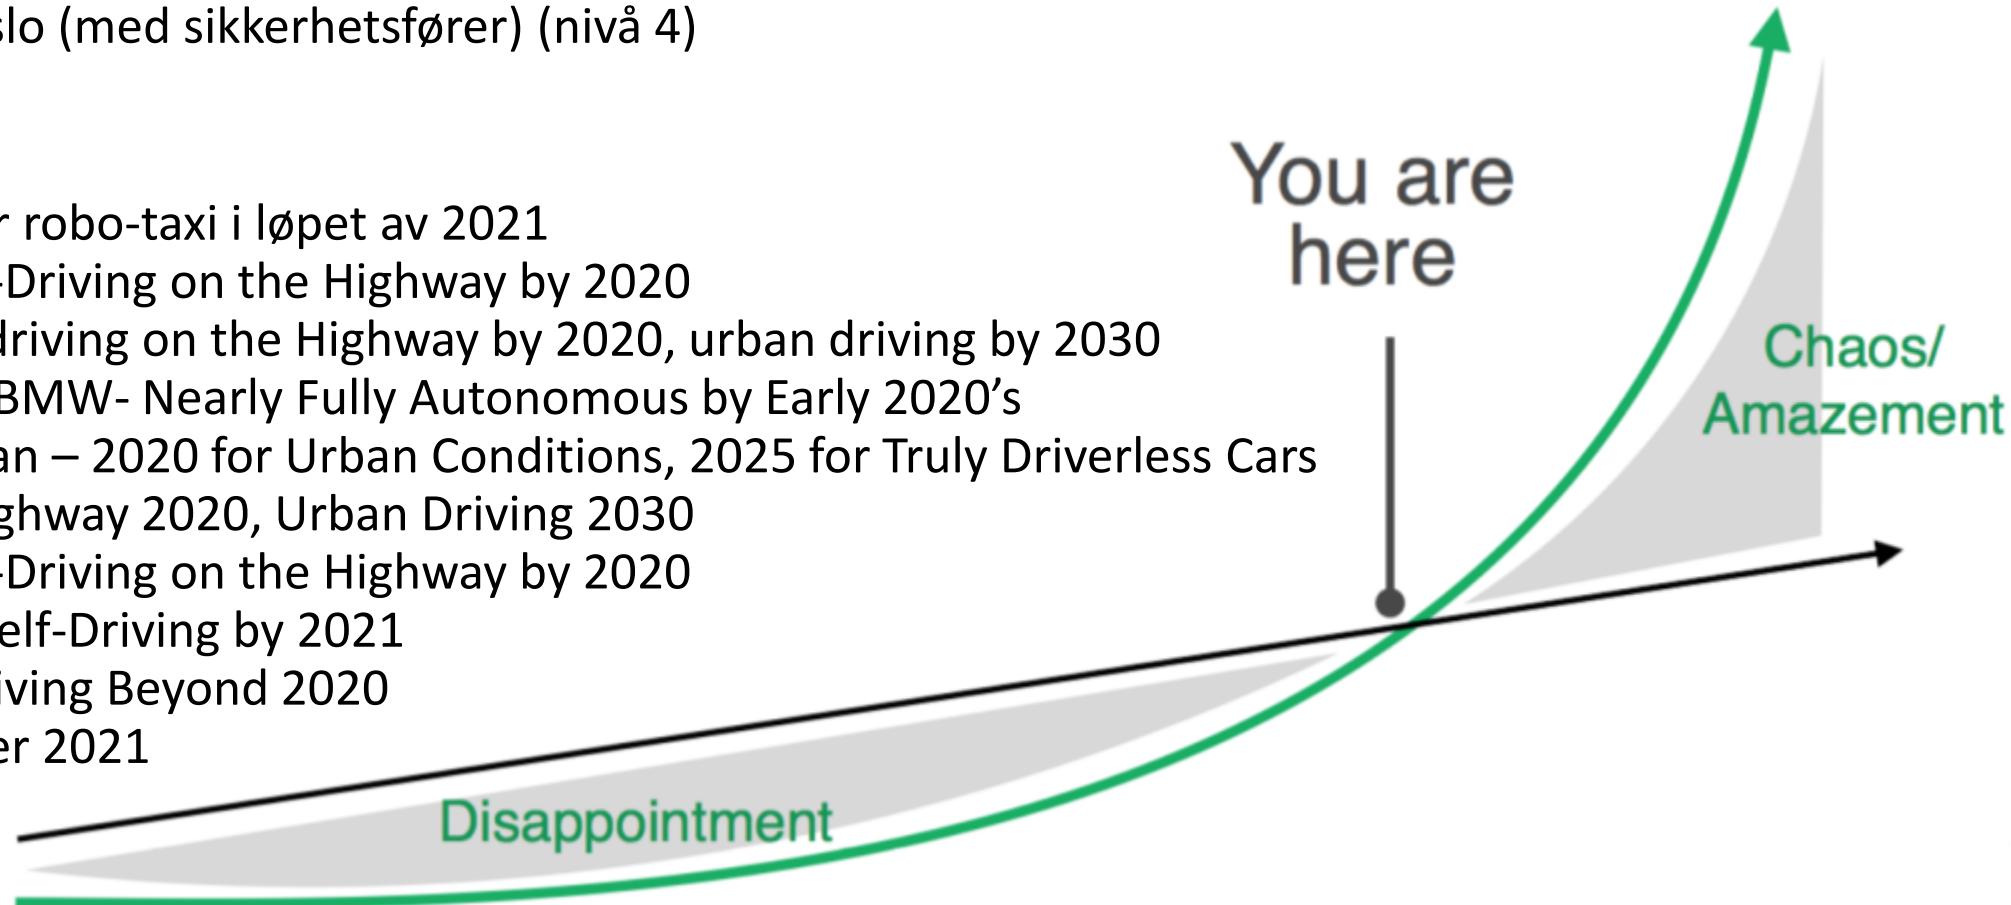 slo (med sikkerhetsfører) (nivå 4)
You are
here
r robo-taxi i løpet av 2021
-Driving on the Highway by 2020
driving on the Highway by 2020, urban driving by 2030
BMW- Nearly Fully Autonomous by Early 2020’s
an – 2020 for Urban Conditions, 2025 for Truly Driverless Cars
ghway 2020, Urban Driving 2030
-Driving on the Highway by 2020
elf-Driving by 2021
iving Beyond 2020
er 2021
Chaos/
Amazement
Disappointment